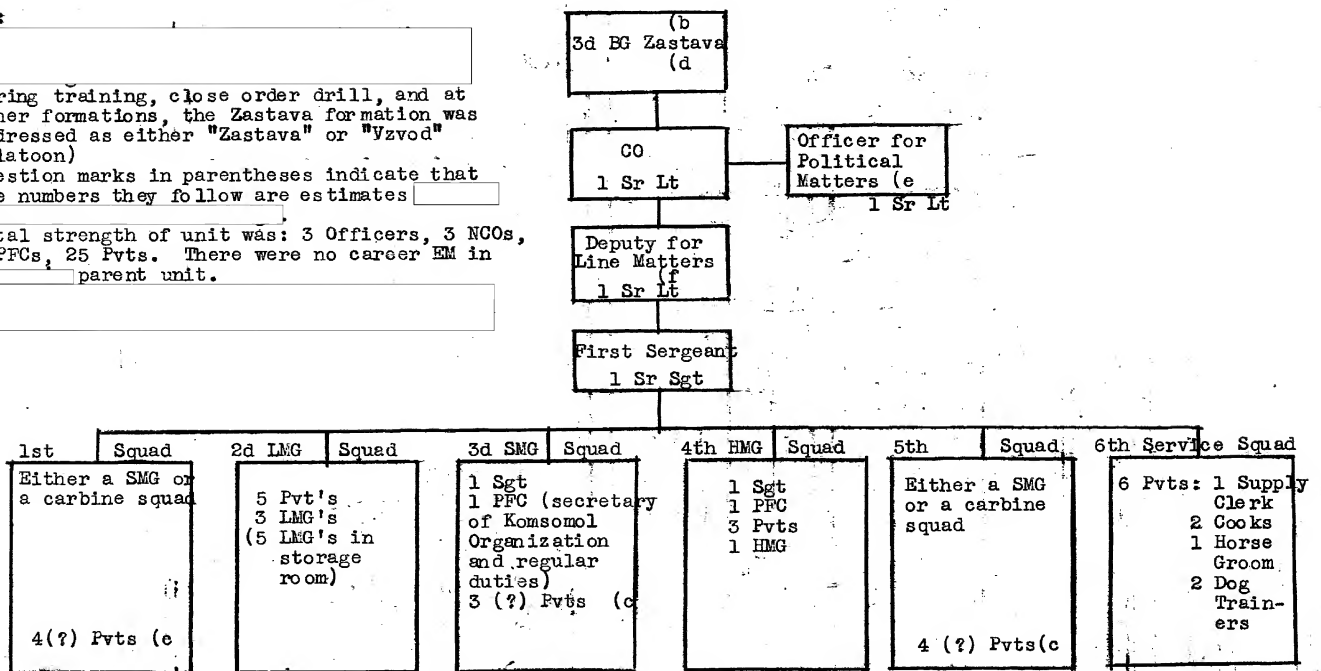 :
ring training, close order drill, and at
her formations, the Zastava formation was
dressed as either "Zastava" or "Vzvod"
latoon)
estion marks in parentheses indicate that
e numbers they follow are estimates
tal strength of unit was: 3 Officers, 3 NCOs,
PFCs, 25 Pvts. There were no career EM in
parent unit.
(b
3d BG Zastava
(d
CO
1 Sr Lt
Officer for
Political
Matters (e
1 Sr Lt
Deputy for
Line Matters
(f
1 Sr Lt
First Sergeant
1 Sr Sgt
1st Squad
Either a SMG or
a carbine squad
4(?) Pvts (c
2d LMG Squad
5 Pvt's
3 LMG's
(5 LMG's in
storage
room)
3d SMG Squad
1 Sgt
1 PFC (secretary
of Komsomol
Organization
and regular
duties)
3 (?) Pvts (c
4th HMG Squad
1 Sgt
1 PFC
3 Pvts
1 HMG
5th Squad
Either a SMG
or a carbine
squad
4 (?) Pvts(c
6th Service Squad
6 Pvts: 1 Supply
Clerk
2 Cooks
1 Horse
Groom
2 Dog
Train-
ers